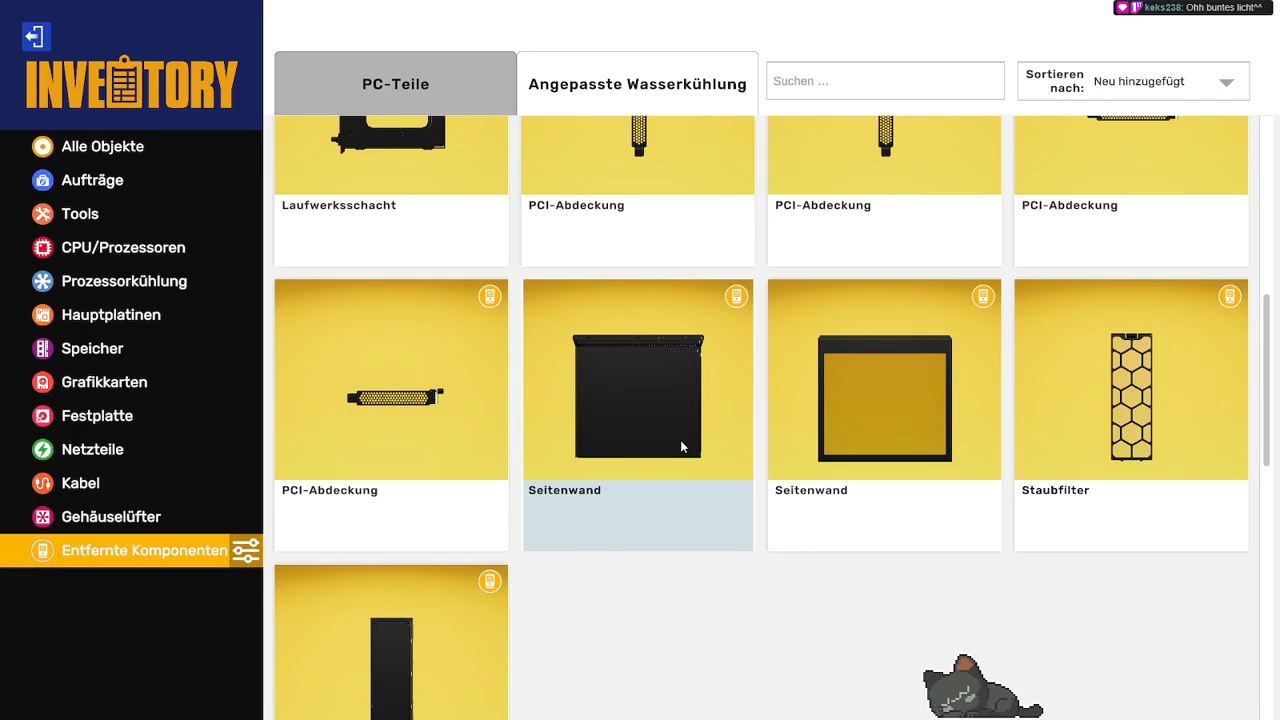 keks238: Ohh buntes licht^^
INVENTORY
PC-Teile
Angepasste Wasserkühlung
Suchen ...
Sortieren nach:
Neu hinzugefügt
Alle Objekte
Aufträge
Tools
CPU/Prozessoren
Prozessorkühlung
Hauptplatinen
Speicher
Grafikkarten
Festplatte
Netzteile
Kabel
Gehäuselüfter
Entfernte Komponenten
Laufwerksschacht
PCI-Abdeckung
PCI-Abdeckung
PCI-Abdeckung
PCI-Abdeckung
Seitenwand
Seitenwand
Staubfilter